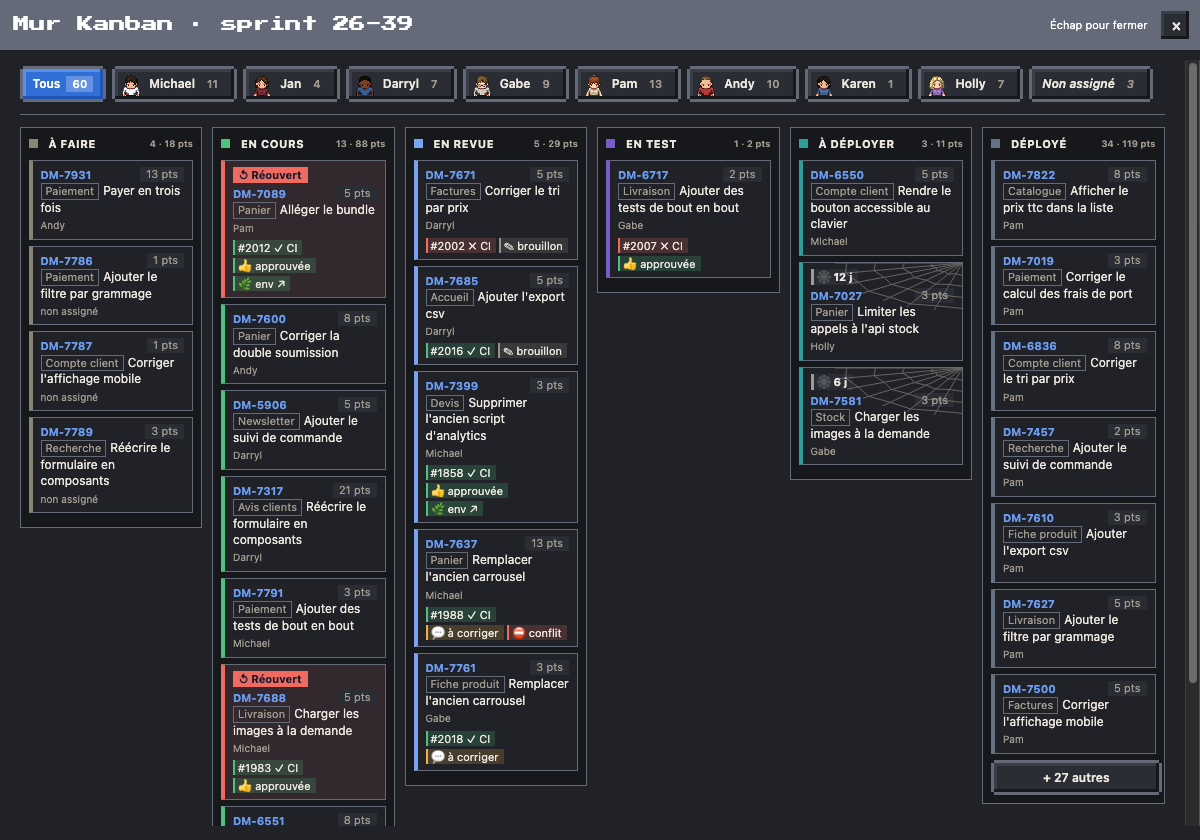 Mur Kanban · sprint 26-39
Échap pour fermer ×
Tous 60
Michael 11
Jan 4
Darryl 7
Gabe 9
Pam 13
Andy 10
Karen 1
Holly 7
Non assigné 3
À FAIRE 4 · 18 pts
DM-7931 13 pts
Paiement Payer en trois
fois
Andy
DM-7786 1 pts
Paiement Ajouter le
filtre par grammage
non assigné
DM-7787 1 pts
Compte client Corriger
l'affichage mobile
non assigné
DM-7789 3 pts
Recherche Réécrire le
formulaire en
composants
non assigné
EN COURS 13 · 88 pts
↺ Réouvert
DM-7089 5 pts
Panier Alléger le bundle
Pam
#2012 ✓ CI
👍 approuvée
🌿 env ↗
DM-7600 8 pts
Panier Corriger la
double soumission
Andy
DM-5906 5 pts
Newsletter Ajouter le
suivi de commande
Darryl
DM-7317 21 pts
Avis clients Réécrire le
formulaire en
composants
Darryl
DM-7791 3 pts
Paiement Ajouter des
tests de bout en bout
Michael
↺ Réouvert
DM-7688 5 pts
Livraison Charger les
images à la demande
Michael
#1983 ✓ CI
👍 approuvée
DM-6551 8 pts
EN REVUE 5 · 29 pts
DM-7671 5 pts
Factures Corriger le tri
par prix
Darryl
#2002 ✕ CI ✎ brouillon
DM-7685 5 pts
Accueil Ajouter l'export
csv
Darryl
#2016 ✓ CI ✎ brouillon
DM-7399 3 pts
Devis Supprimer
l'ancien script
d'analytics
Michael
#1858 ✓ CI
👍 approuvée
🌿 env ↗
DM-7637 13 pts
Panier Remplacer
l'ancien carrousel
Michael
#1988 ✓ CI
💬 à corriger ⛔ conflit
DM-7761 3 pts
Fiche produit Remplacer
l'ancien carrousel
Gabe
#2018 ✓ CI
💬 à corriger
EN TEST 1 · 2 pts
DM-6717 2 pts
Livraison Ajouter des
tests de bout en bout
Gabe
#2007 ✕ CI
👍 approuvée
À DÉPLOYER 3 · 11 pts
DM-6550 5 pts
Compte client Rendre le
bouton accessible au
clavier
Michael
🕸 12 j
DM-7027 3 pts
Panier Limiter les
appels à l'api stock
Holly
🕸 6 j
DM-7581 3 pts
Stock Charger les
images à la demande
Gabe
DÉPLOYÉ 34 · 119 pts
DM-7822 8 pts
Catalogue Afficher le
prix ttc dans la liste
Pam
DM-7019 3 pts
Paiement Corriger le
calcul des frais de port
Pam
DM-6836 8 pts
Compte client Corriger
le tri par prix
Pam
DM-7457 2 pts
Recherche Ajouter le
suivi de commande
Pam
DM-7610 3 pts
Fiche produit Ajouter
l'export csv
Pam
DM-7627 5 pts
Livraison Ajouter le
filtre par grammage
Pam
DM-7500 5 pts
Factures Corriger
l'affichage mobile
Pam
+ 27 autres